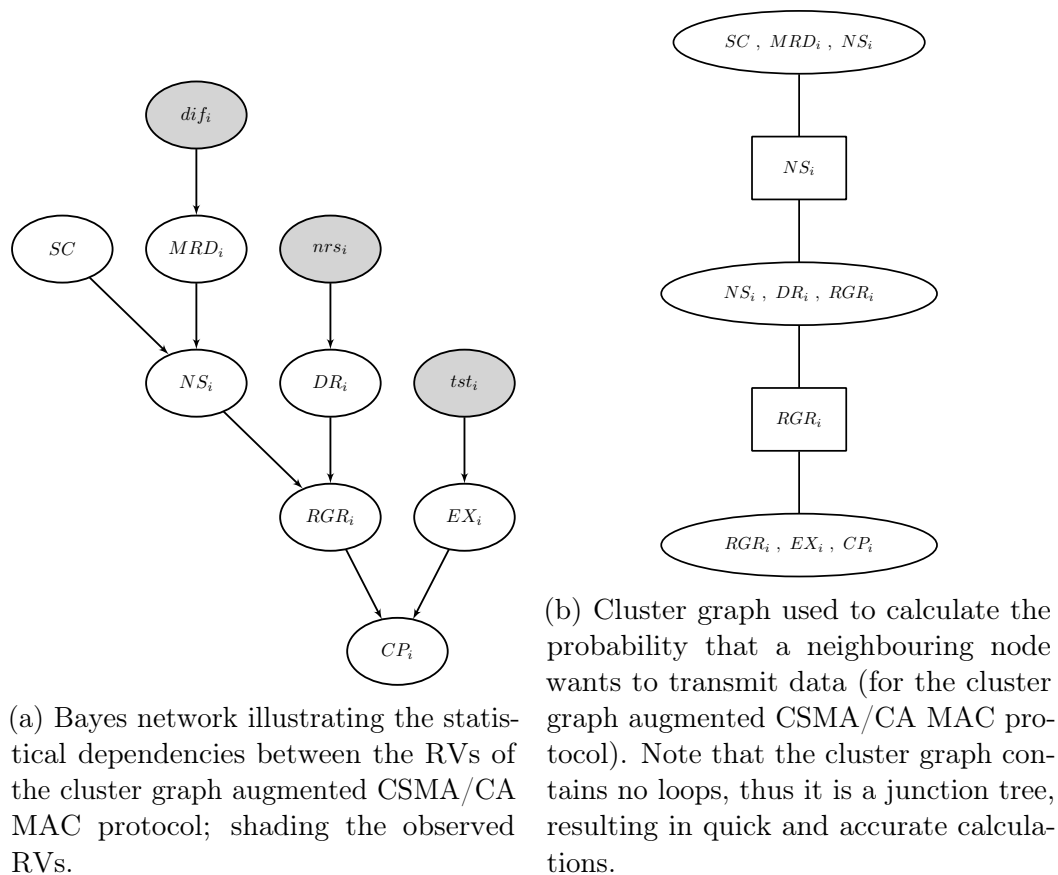 dif_i
SC
MRD_i
nrs_i
NS_i
DR_i
tst_i
RGR_i
EX_i
CP_i
(a) Bayes network illustrating the statis-
tical dependencies between the RVs of
the cluster graph augmented CSMA/CA
MAC protocol; shading the observed
RVs.
SC , MRD_i , NS_i
NS_i
NS_i , DR_i , RGR_i
RGR_i
RGR_i , EX_i , CP_i
(b) Cluster graph used to calculate the
probability that a neighbouring node
wants to transmit data (for the cluster
graph augmented CSMA/CA MAC pro-
tocol). Note that the cluster graph con-
tains no loops, thus it is a junction tree,
resulting in quick and accurate calcula-
tions.